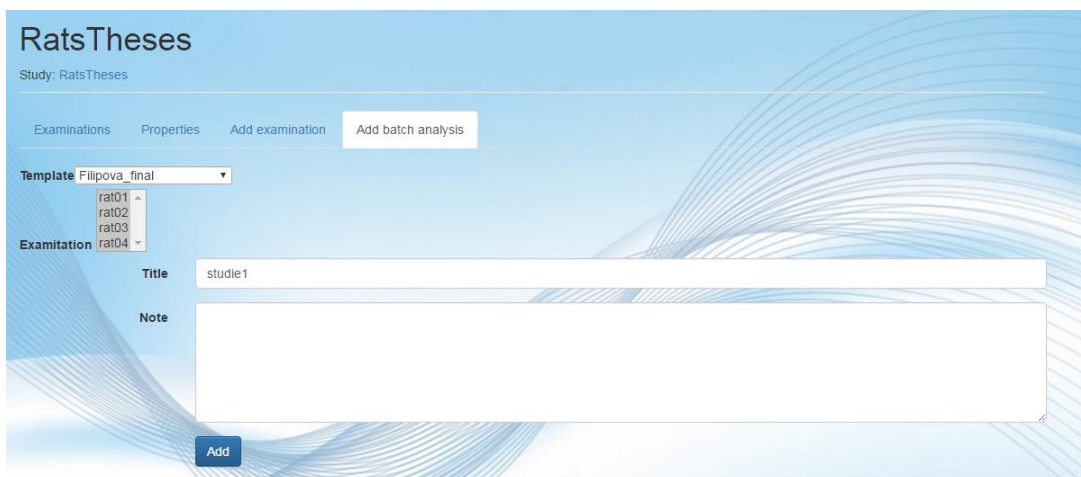 RatsTheses
Study: RatsTheses
Examinations Properties Add examination Add batch analysis
Template Filipova_final
rat01
rat02
rat03
Examitation rat04
Title studie1
Note
Add